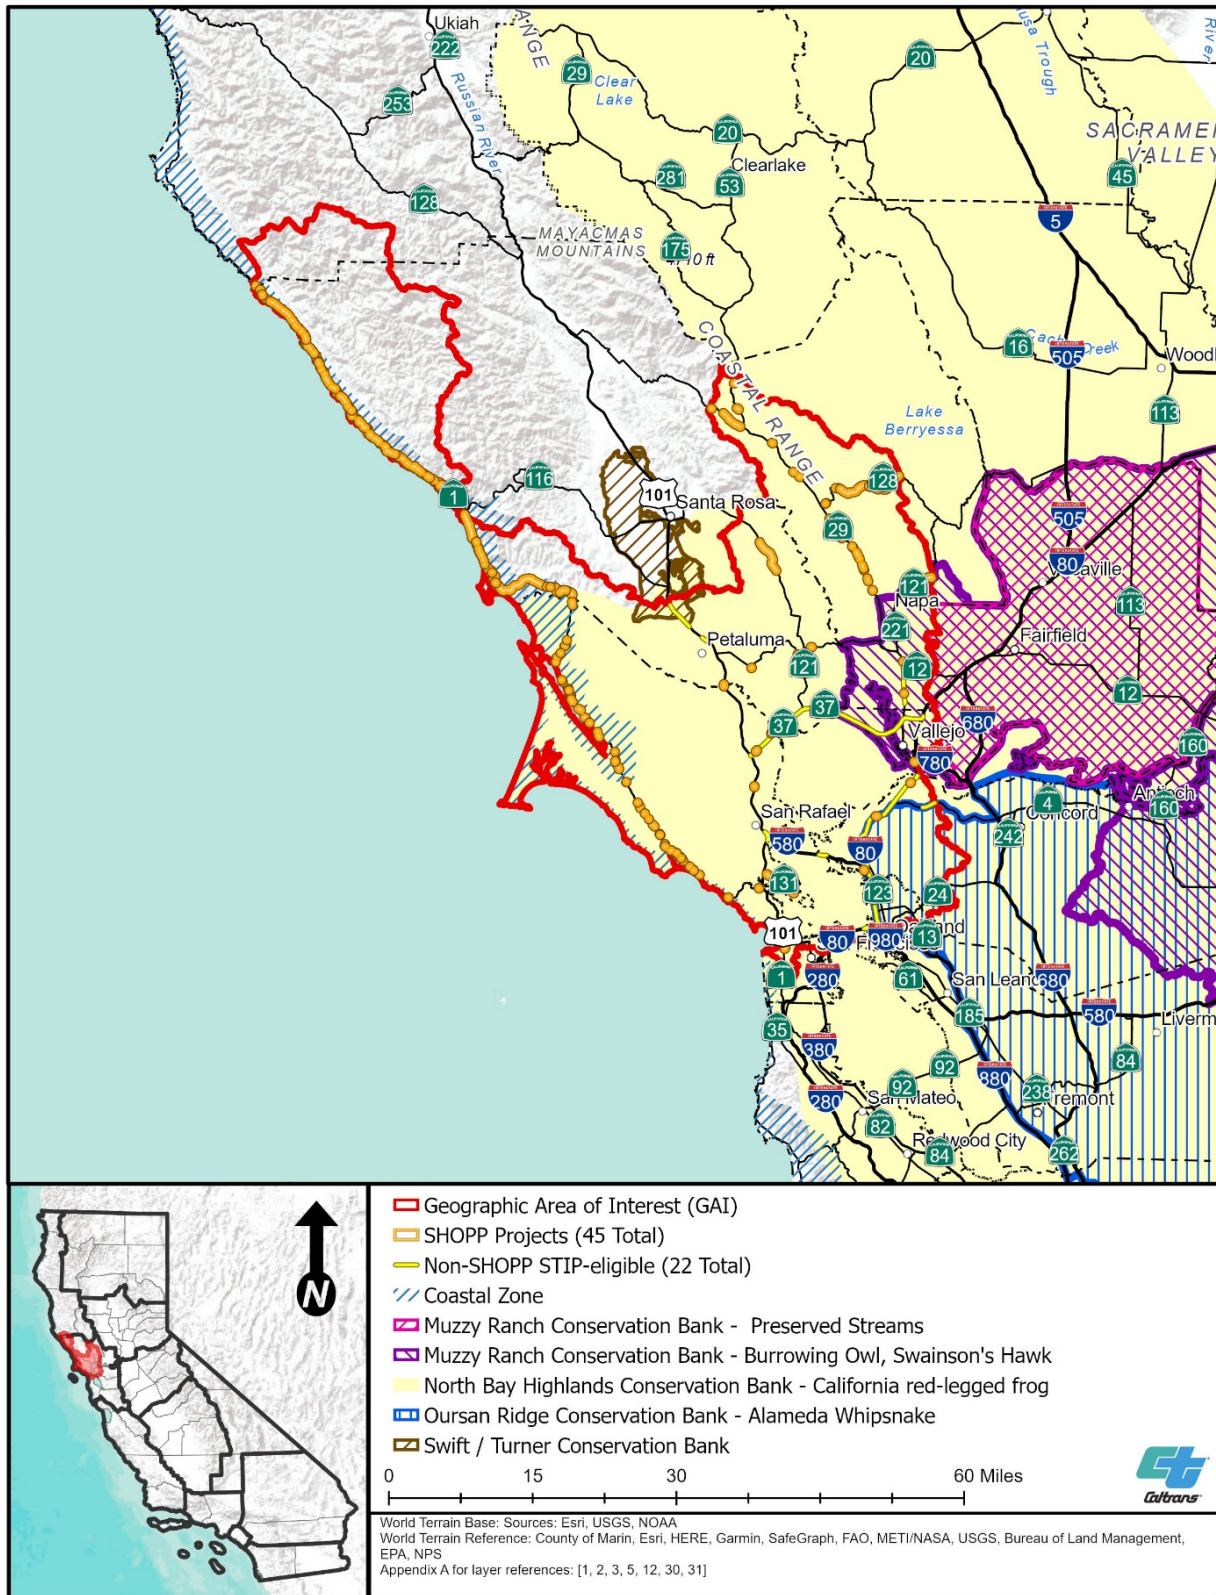 Ukiah
222
253
Russian River
128
ANGE
29
Clear
Lake
20
Clearlake
53
281
175
MAYACMAS
MOUNTAINS
20
usa Trough
River
SACRAMEN
VALLEY
45
INTERSTATE
5
16
505
Woodl
113
COASTAL RANGE
Lake
Berryessa
128
29
1
116
101
Santa Rosa
505
80
113
121
Napa
221
Fairfield
12
12
Petaluma
121
37
37
680
Vallejo
780
160
4
160
242
San Rafael
580
80
131
123
24
101
80
980
13
1
280
61
San Leand
680
185
580
Liverm
35
380
92
92
880
84
280
238
82
84
Redwood City
262
N
Geographic Area of Interest (GAI)
SHOPP Projects (45 Total)
Non-SHOPP STIP-eligible (22 Total)
Coastal Zone
Muzzy Ranch Conservation Bank - Preserved Streams
Muzzy Ranch Conservation Bank - Burrowing Owl, Swainson's Hawk
North Bay Highlands Conservation Bank - California red-legged frog
Oursan Ridge Conservation Bank - Alameda Whipsnake
Swift / Turner Conservation Bank
0 15 30 60 Miles
Caltrans
World Terrain Base: Sources: Esri, USGS, NOAA
World Terrain Reference: County of Marin, Esri, HERE, Garmin, SafeGraph, FAO, METI/NASA, USGS, Bureau of Land Management,
EPA, NPS
Appendix A for layer references: [1, 2, 3, 5, 12, 30, 31]